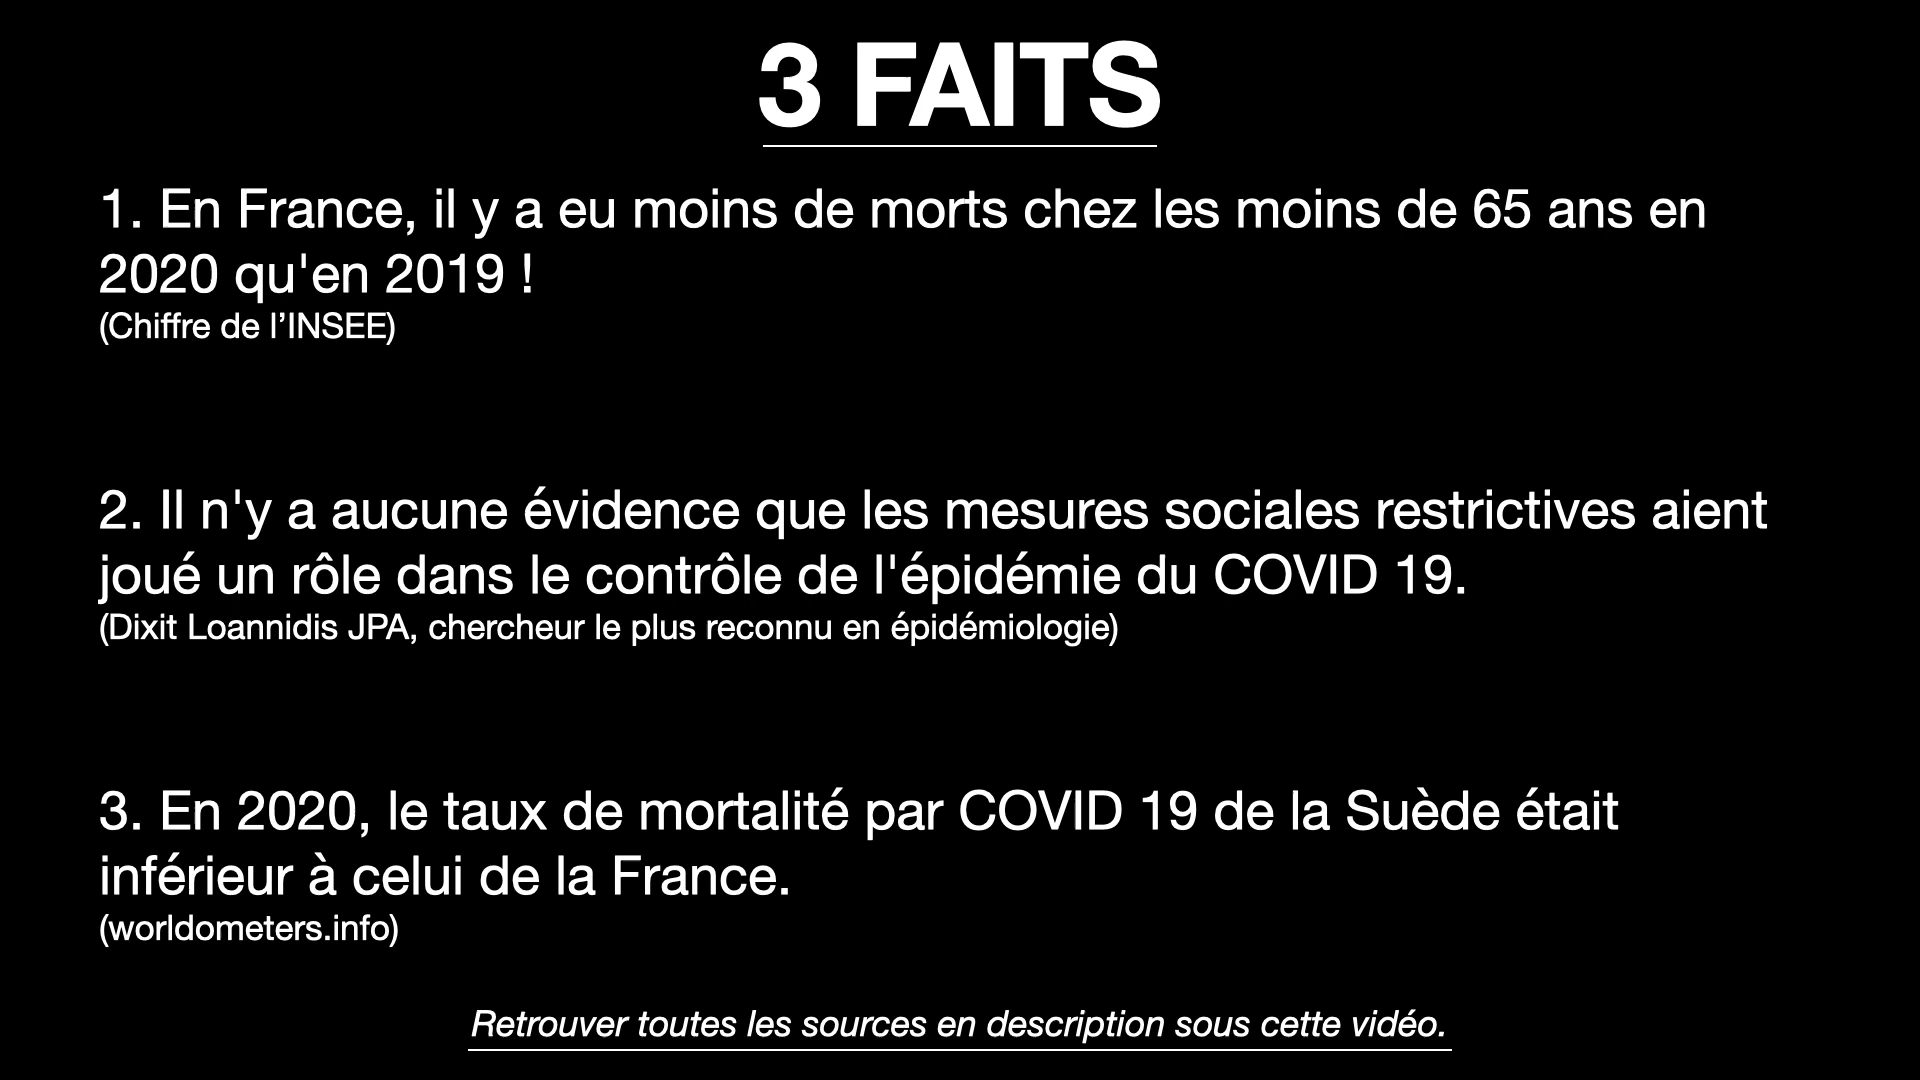 3 FAITS
1. En France, il y a eu moins de morts chez les moins de 65 ans en
2020 qu'en 2019 !
(Chiffre de l’INSEE)
2. Il n'y a aucune évidence que les mesures sociales restrictives aient
joué un rôle dans le contrôle de l'épidémie du COVID 19.
(Dixit Loannidis JPA, chercheur le plus reconnu en épidémiologie)
3. En 2020, le taux de mortalité par COVID 19 de la Suède était
inférieur à celui de la France.
(worldometers.info)
Retrouver toutes les sources en description sous cette vidéo.